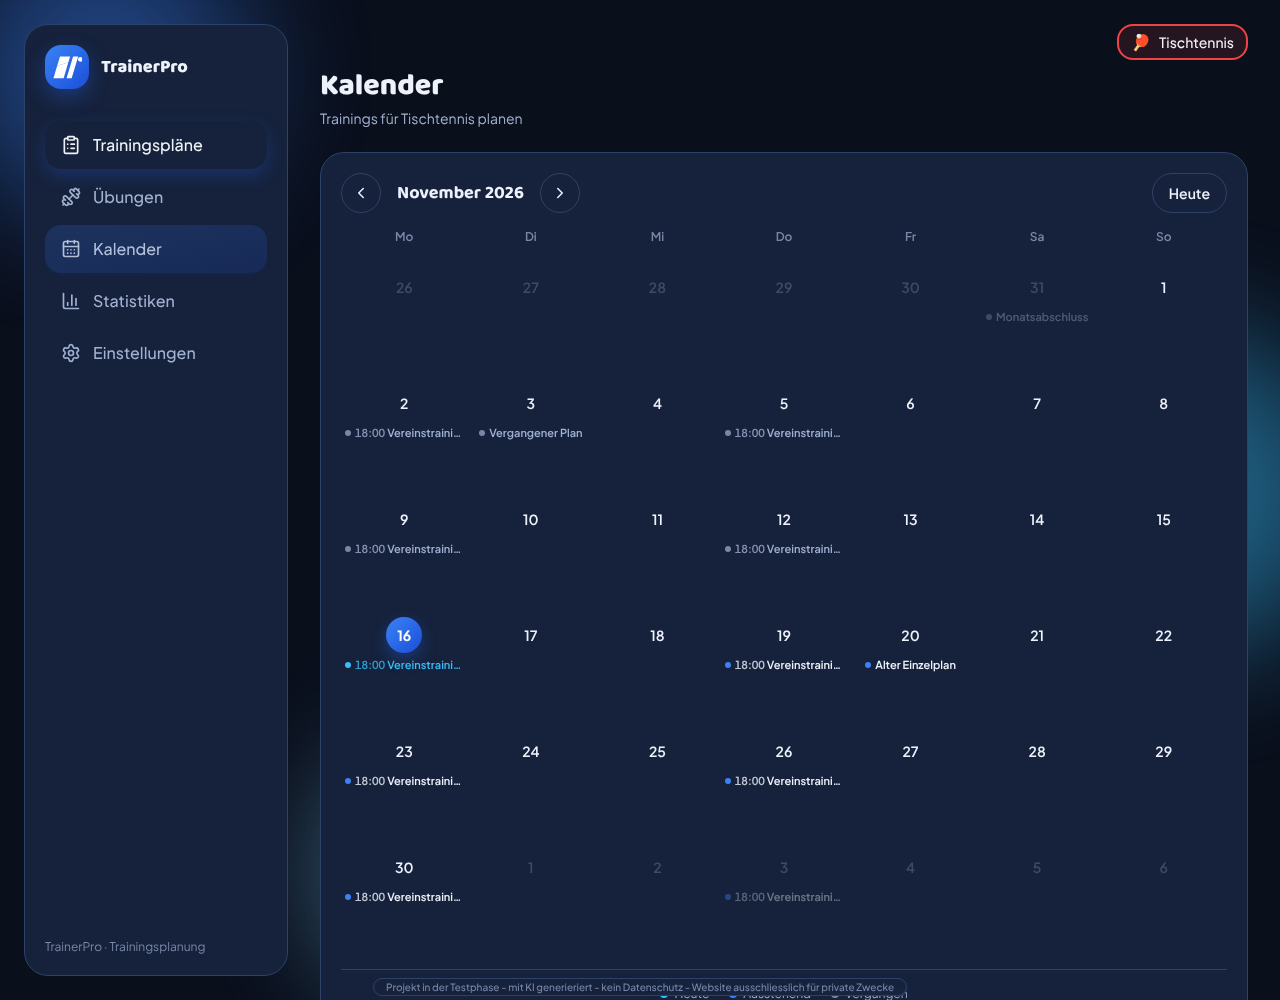 TrainerPro
Trainingspläne
Übungen
Kalender
Statistiken
Einstellungen
TrainerPro · Trainingsplanung
Tischtennis
Kalender
Trainings für Tischtennis planen
November 2026
Heute
Mo Di Mi Do Fr Sa So
26 27 28 29 30 31 1
Monatsabschluss
2 3 4 5 6 7 8
18:00 Vereinstraini… Vergangener Plan 18:00 Vereinstraini…
9 10 11 12 13 14 15
18:00 Vereinstraini… 18:00 Vereinstraini…
16 17 18 19 20 21 22
18:00 Vereinstraini… 18:00 Vereinstraini… Alter Einzelplan
23 24 25 26 27 28 29
18:00 Vereinstraini… 18:00 Vereinstraini…
30 1 2 3 4 5 6
18:00 Vereinstraini… 18:00 Vereinstraini…
Projekt in der Testphase - mit KI generieriert - kein Datenschutz - Website ausschliesslich für private Zwecke
Heute Ausstehend Vergangen